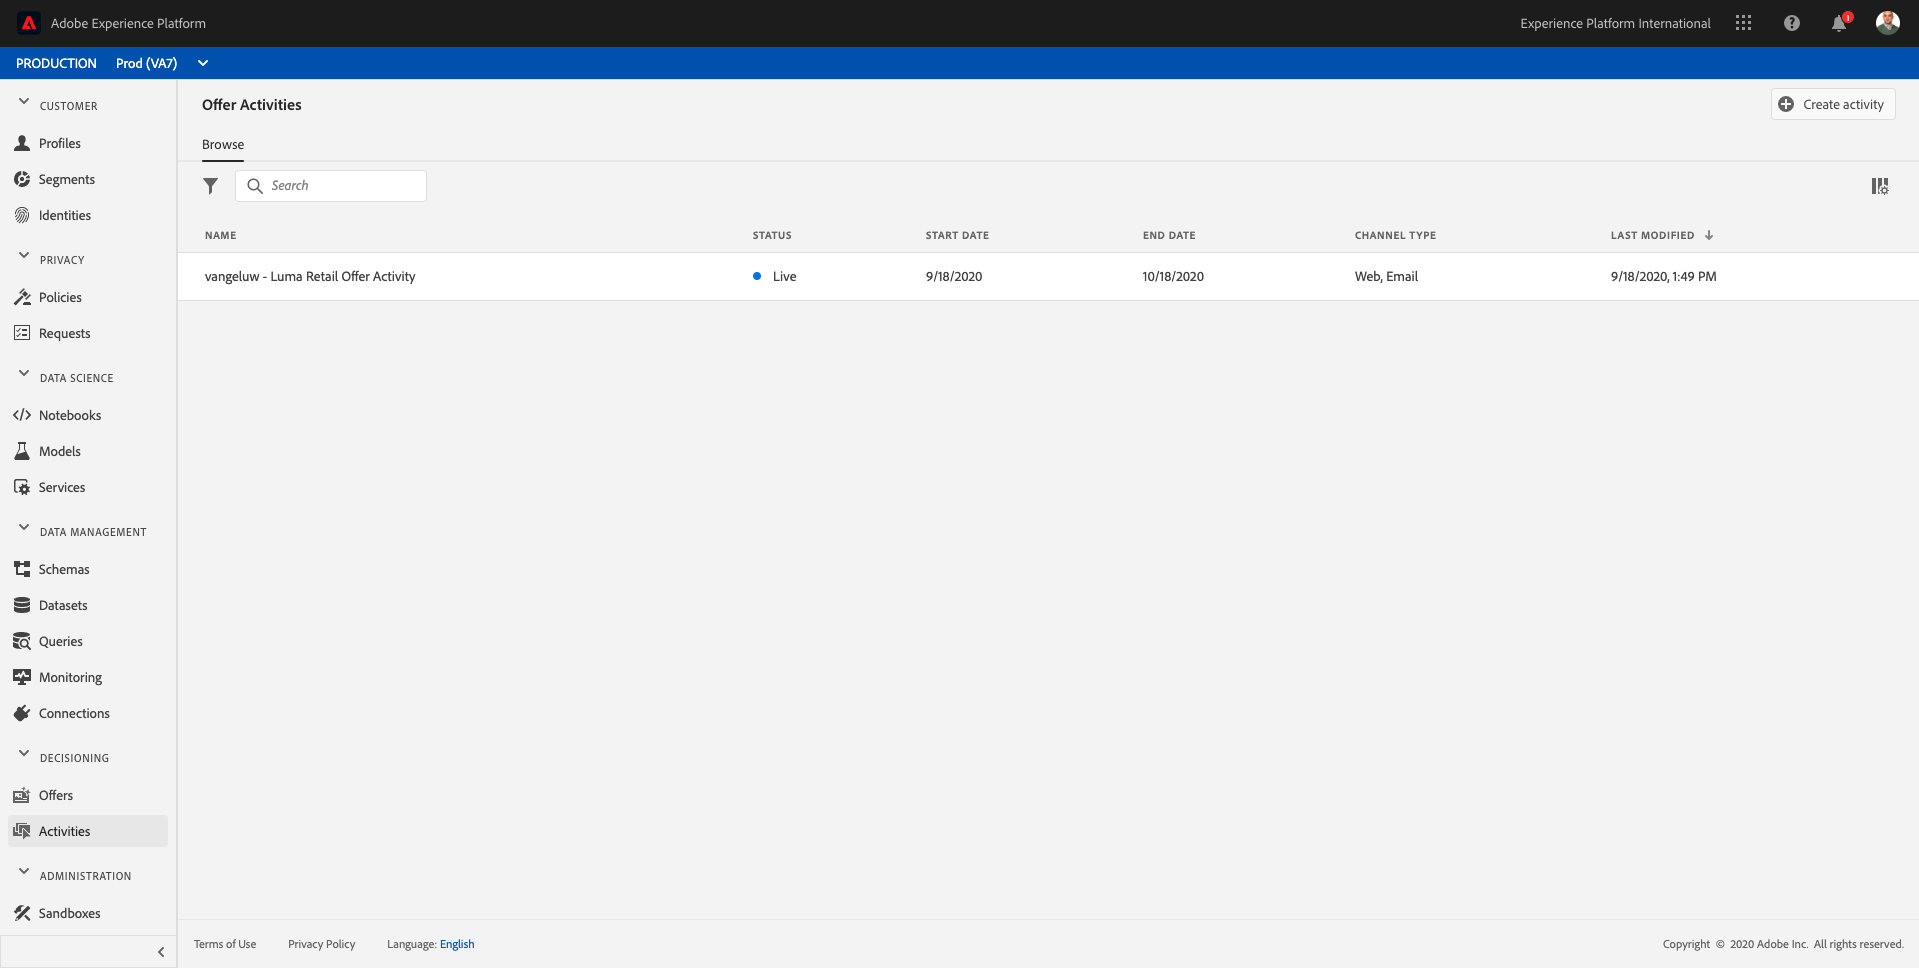 Adobe Experience Platform
Experience Platform International
1
PRODUCTION Prod (VA7)
CUSTOMER
Profiles
Segments
Identities
PRIVACY
Policies
Requests
DATA SCIENCE
Notebooks
Models
Services
DATA MANAGEMENT
Schemas
Datasets
Queries
Monitoring
Connections
DECISIONING
Offers
Activities
ADMINISTRATION
Sandboxes
Offer Activities
Create activity
Browse
Search
NAME STATUS START DATE END DATE CHANNEL TYPE LAST MODIFIED
vangeluw - Luma Retail Offer Activity Live 9/18/2020 10/18/2020 Web, Email 9/18/2020, 1:49 PM
Terms of Use Privacy Policy Language: English
Copyright © 2020 Adobe Inc. All rights reserved.